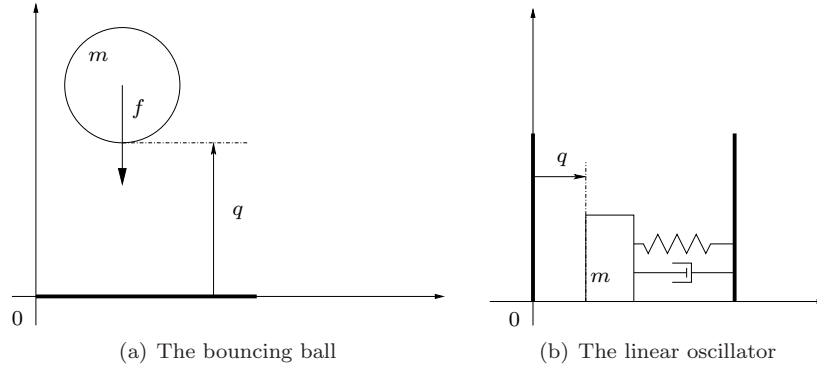 m
f
q
0
(a) The bouncing ball
q
m
0
(b) The linear oscillator